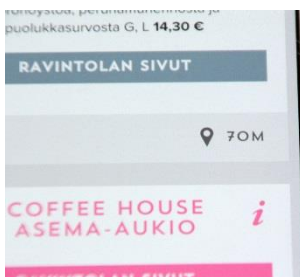 puolukkasurvosta G, L 14,30 €
RAVINTOLAN SIVUT
70M
COFFEE HOUSE
ASEMA-AUKIO
i